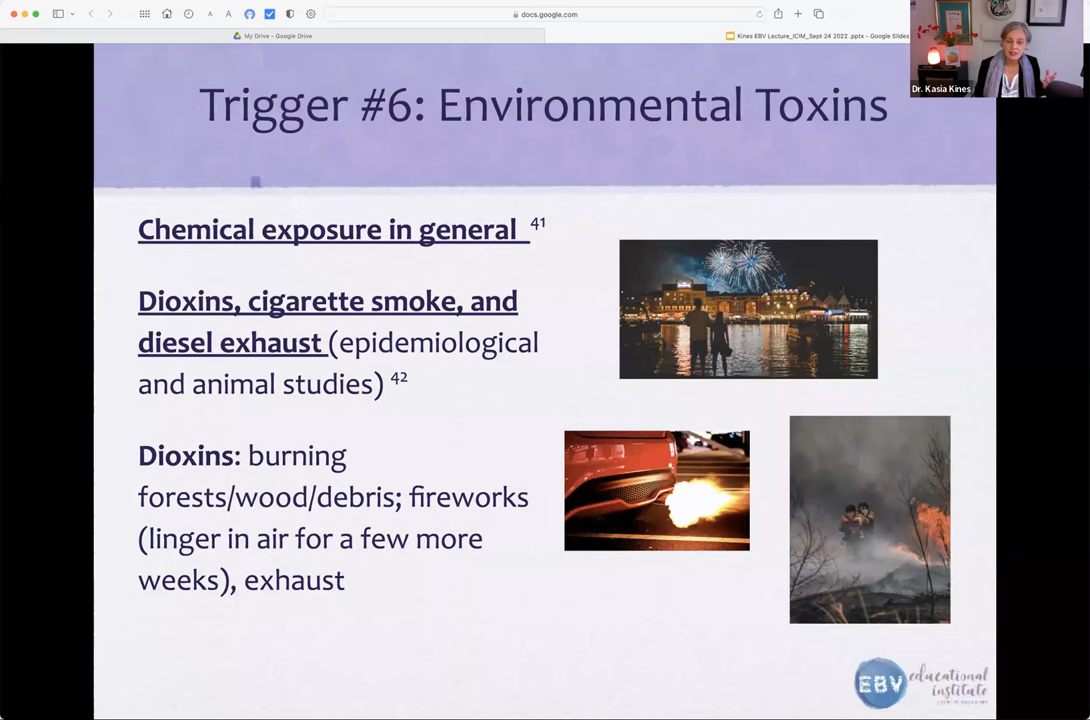 docs.google.com
My Drive - Google Drive
Kines EBV Lecture_ICIM_Sept 24 2022 .pptx - Google Slides
Dr. Kasia Kines
Trigger #6: Environmental Toxins
Chemical exposure in general 41
Dioxins, cigarette smoke, and
diesel exhaust (epidemiological
and animal studies) 42
Dioxins: burning
forests/wood/debris; fireworks
(linger in air for a few more
weeks), exhaust
EBV educational
institute